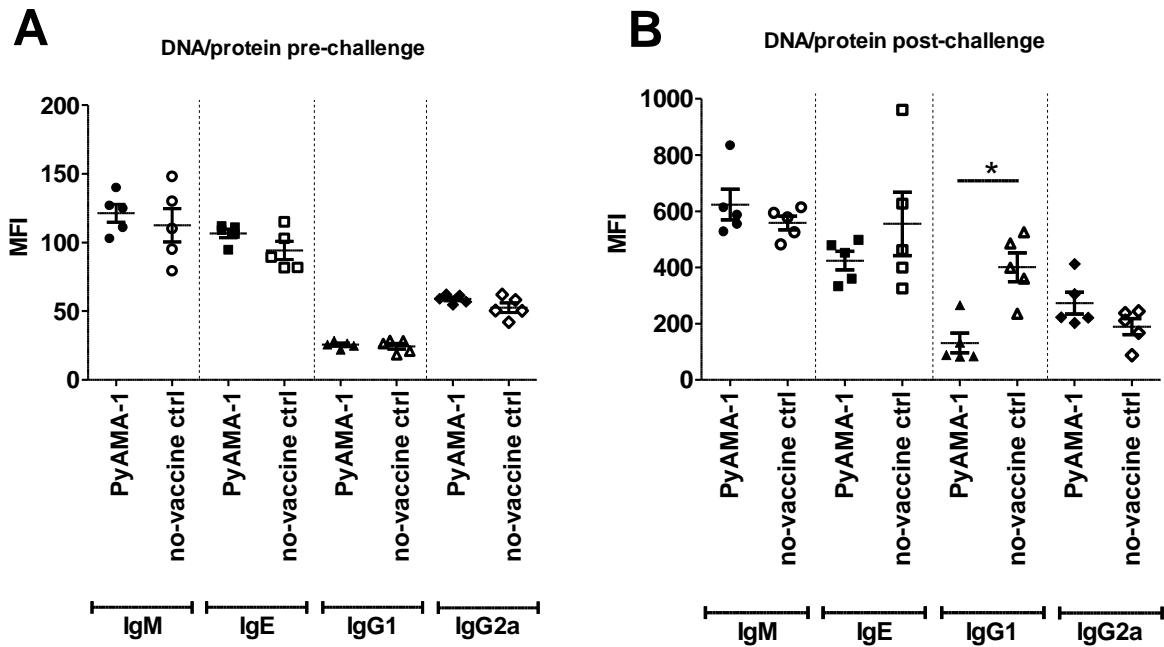 A
DNA/protein pre-challenge
MFI
200
150
100
50
0
PyAMA-1
no-vaccine ctrl
PyAMA-1
no-vaccine ctrl
PyAMA-1
no-vaccine ctrl
PyAMA-1
no-vaccine ctrl
IgM
IgE
IgG1
IgG2a
B
DNA/protein post-challenge
MFI
1000
800
600
400
200
0
*
PyAMA-1
no-vaccine ctrl
PyAMA-1
no-vaccine ctrl
PyAMA-1
no-vaccine ctrl
PyAMA-1
no-vaccine ctrl
IgM
IgE
IgG1
IgG2a